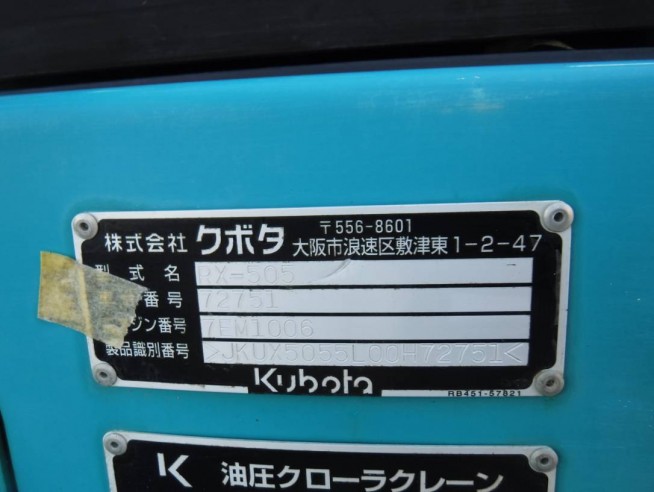 株式会社 クボタ 〒556-8601
大阪市浪速区敷津東1-2-47
型式名 RX-505
番号 72751
ジン番号 7EM1006
製品識別番号 >JKUX5055L00H72751<
Kubota
RB461-57821
K 油圧クローラクレーン